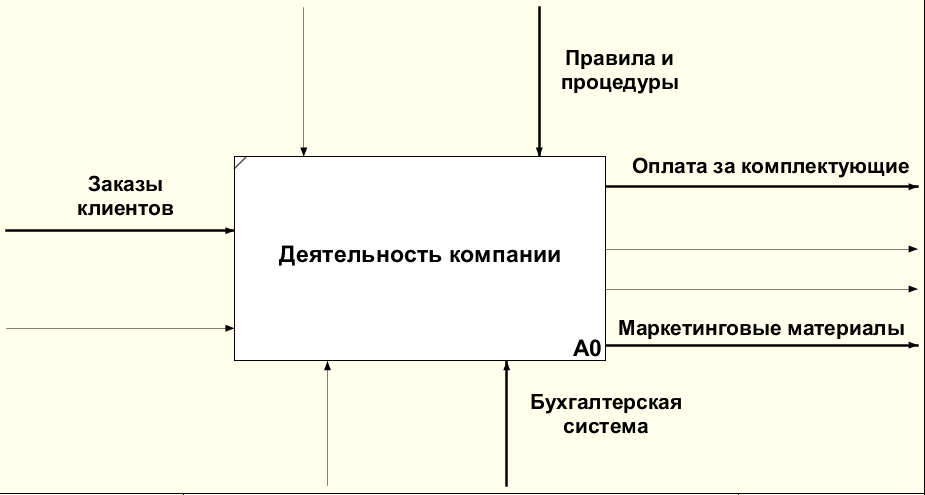 Правила и
процедуры
Оплата за комплектующие
Заказы
клиентов
Деятельность компании
Маркетинговые материалы
A0
Бухгалтерская
система